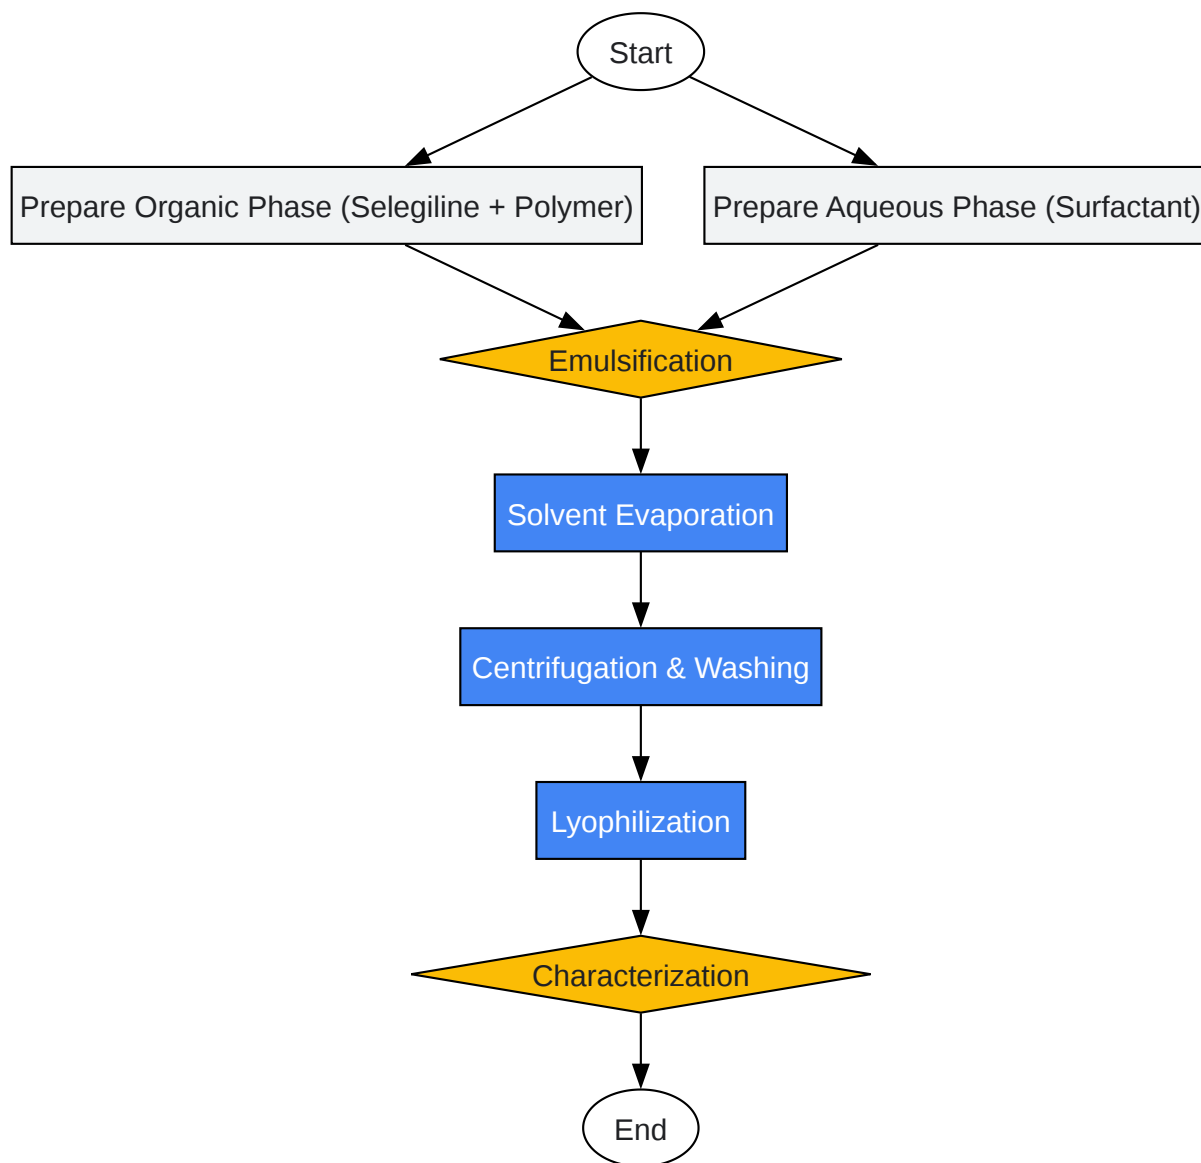 Start
Prepare Organic Phase (Selegiline + Polymer)
Prepare Aqueous Phase (Surfactant)
Emulsification
Solvent Evaporation
Centrifugation & Washing
Lyophilization
Characterization
End